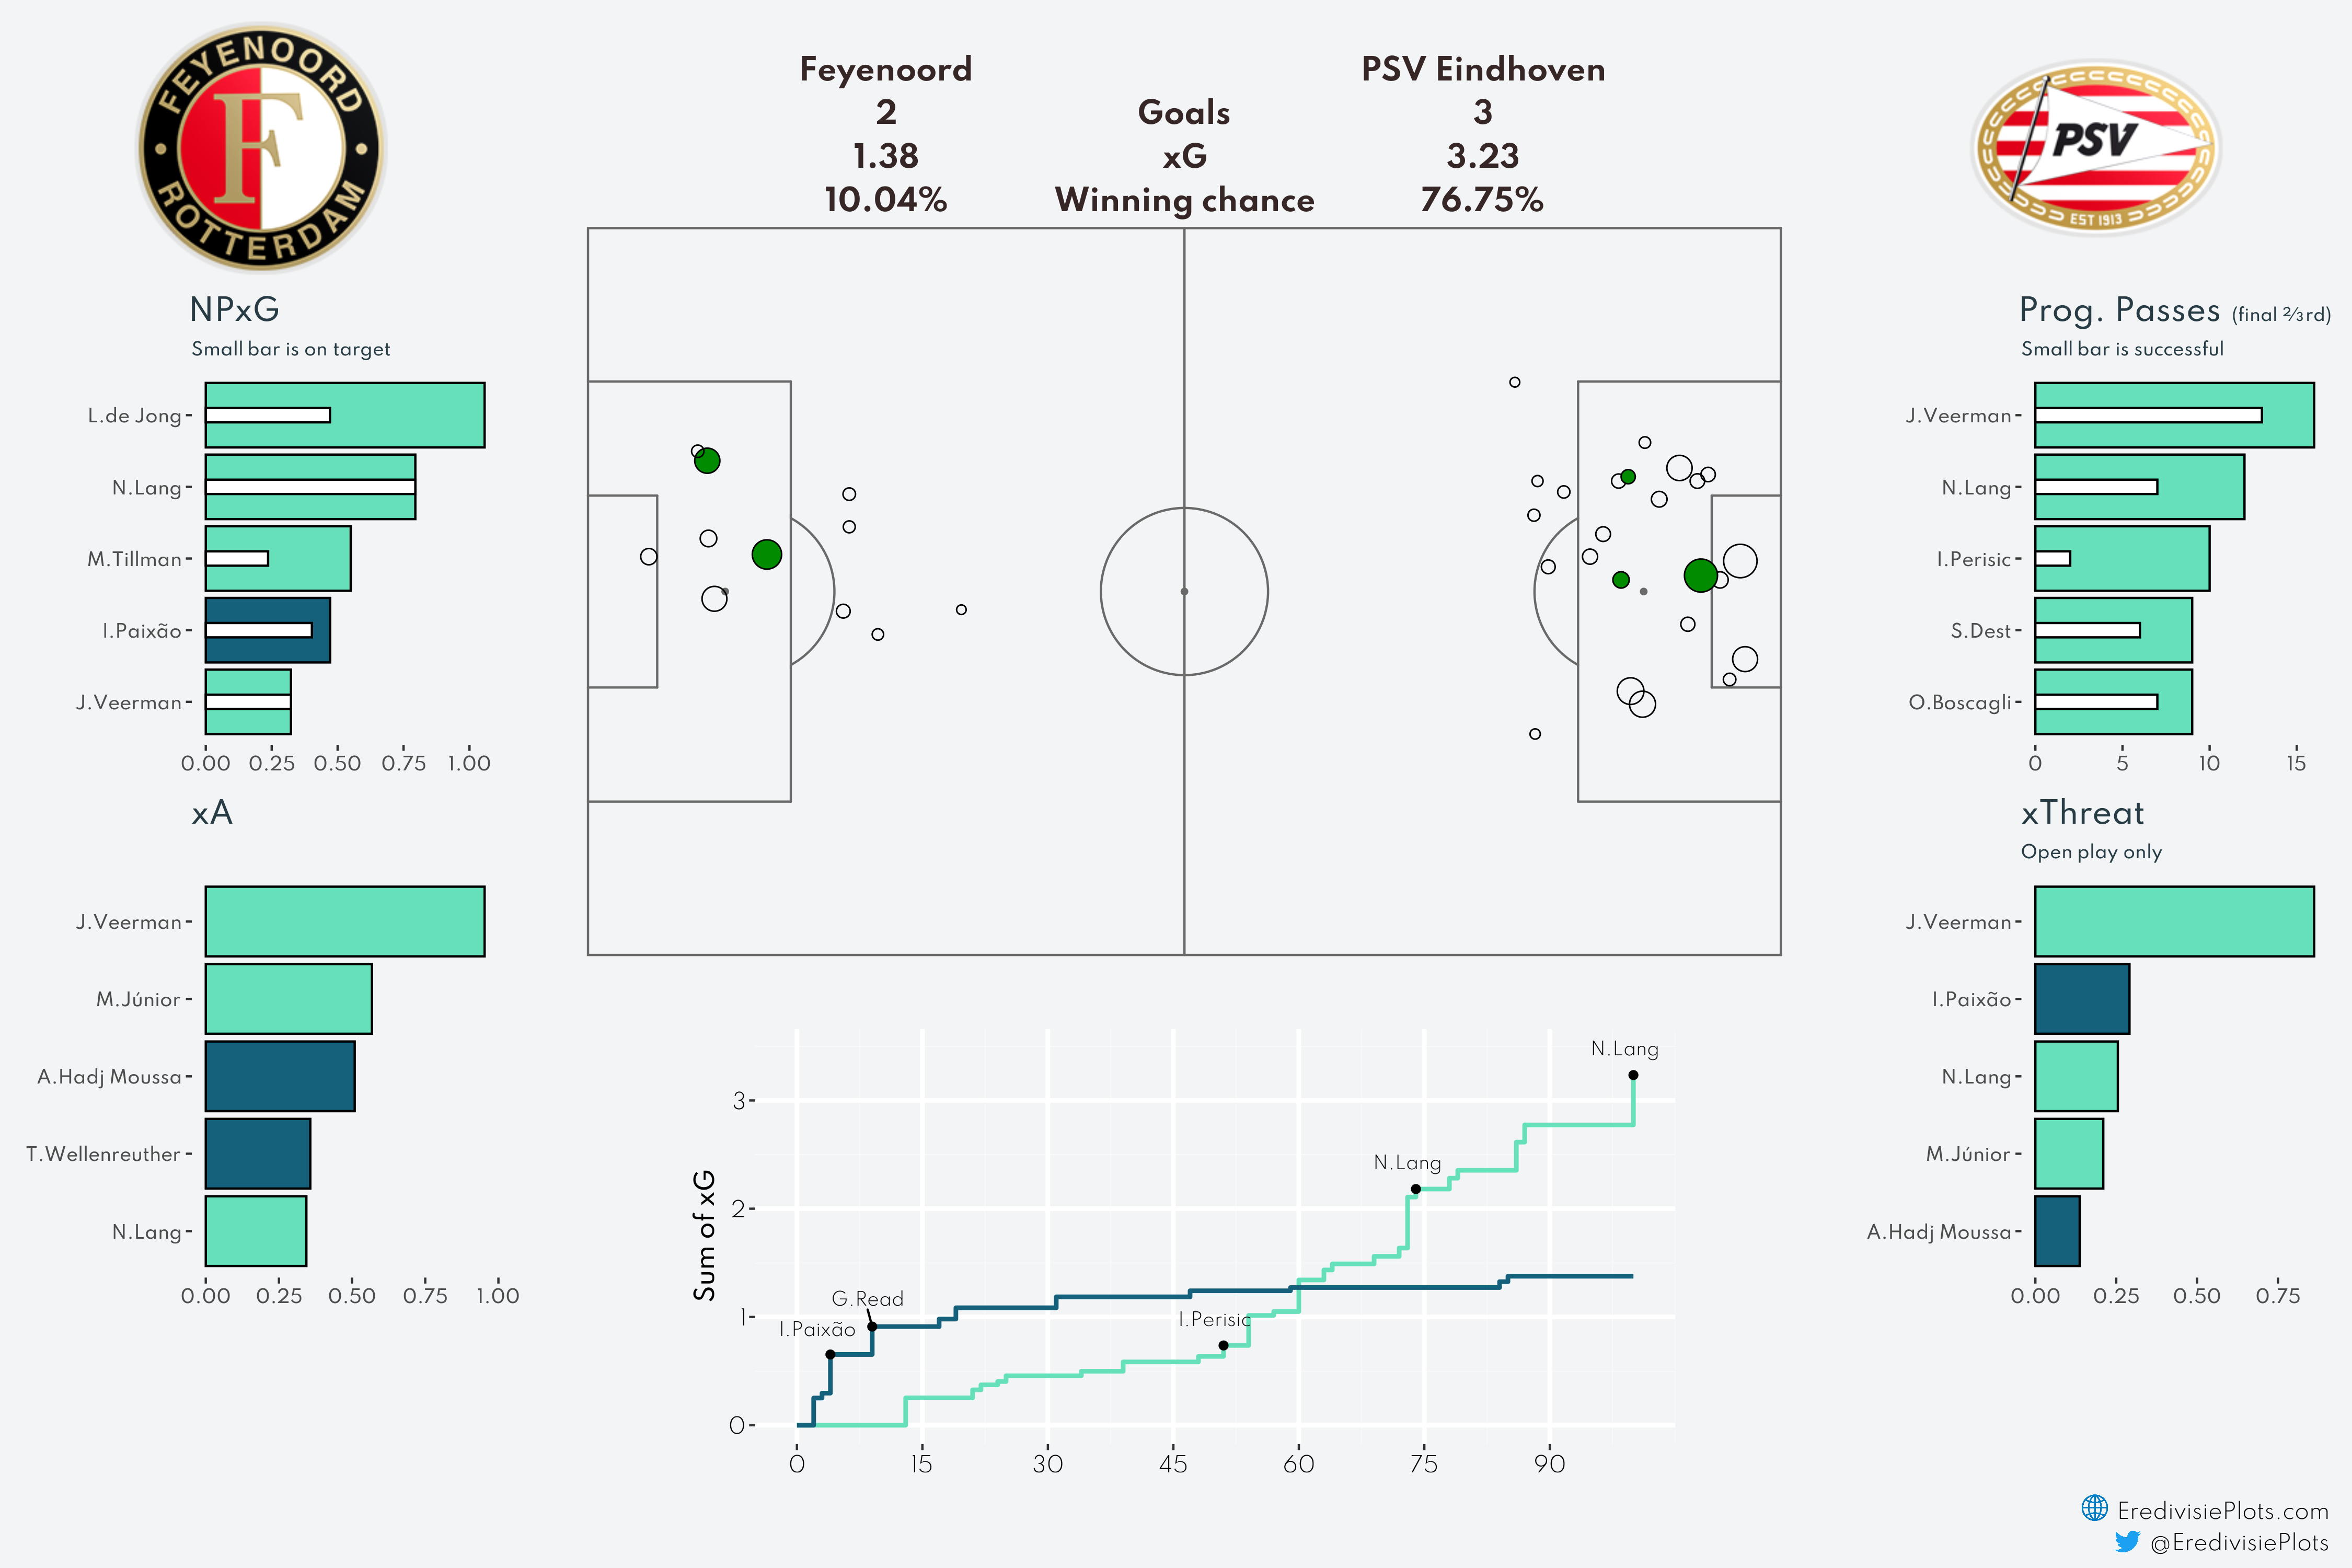 FEYENOORD
F
ROTTERDAM
Feyenoord PSV Eindhoven
2 Goals 3
1.38 xG 3.23
10.04% Winning chance 76.75%
PSV
EST 1913
NPxG
Small bar is on target
L.de Jong
N.Lang
M.Tillman
I.Paixão
J.Veerman
0.00 0.25 0.50 0.75 1.00
xA
J.Veerman
M.Júnior
A.Hadj Moussa
T.Wellenreuther
N.Lang
0.00 0.25 0.50 0.75 1.00
Sum of xG
3
2
1
0
N.Lang
N.Lang
G.Read
I.Paixão
I.Perisic
0 15 30 45 60 75 90
Prog. Passes (final ⅔rd)
Small bar is successful
J.Veerman
N.Lang
I.Perisic
S.Dest
O.Boscagli
0 5 10 15
xThreat
Open play only
J.Veerman
I.Paixão
N.Lang
M.Júnior
A.Hadj Moussa
0.00 0.25 0.50 0.75
EredivisiePlots.com
@EredivisiePlots